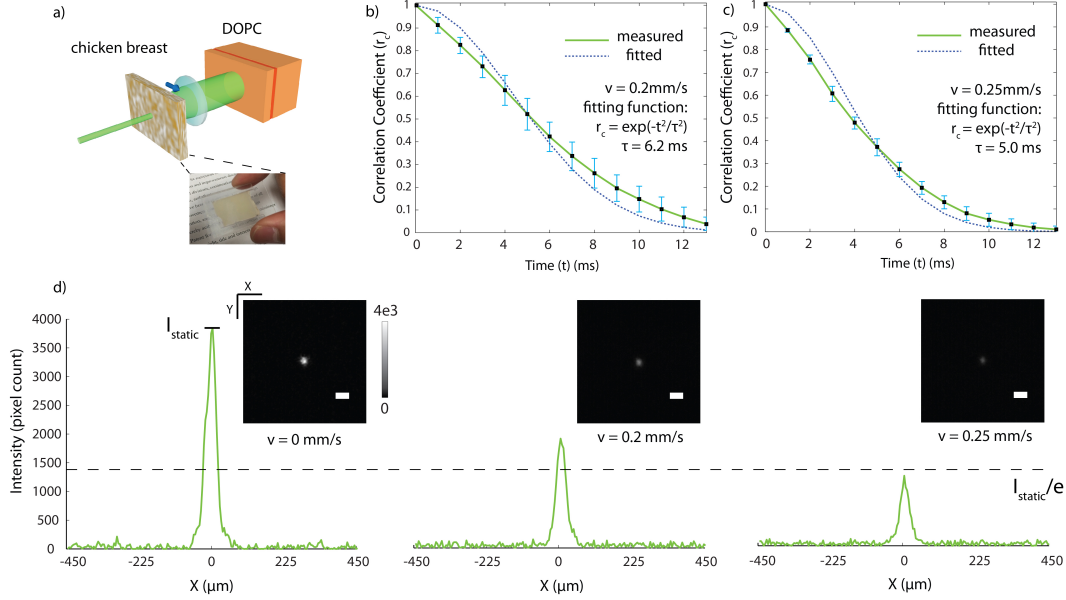 a)
DOPC
chicken breast
b)
Correlation Coefficient (r_c)
1
0.9
0.8
0.7
0.6
0.5
0.4
0.3
0.2
0.1
0
0 2 4 6 8 10 12
Time (t) (ms)
measured
fitted
v = 0.2mm/s
fitting function:
r_c = exp(-t²/τ²)
τ = 6.2 ms
c)
Correlation Coefficient (r_c)
1
0.9
0.8
0.7
0.6
0.5
0.4
0.3
0.2
0.1
0
0 2 4 6 8 10 12
Time (t) (ms)
measured
fitted
v = 0.25mm/s
fitting function:
r_c = exp(-t²/τ²)
τ = 5.0 ms
d)
Intensity (pixel count)
4000
3500
3000
2500
2000
1500
1000
500
0
I_static
X
Y
4e3
0
v = 0 mm/s
v = 0.2 mm/s
v = 0.25 mm/s
I_static/e
-450 -225 0 225 450
X (μm)
-450 -225 0 225 450
X (μm)
-450 -225 0 225 450
X (μm)